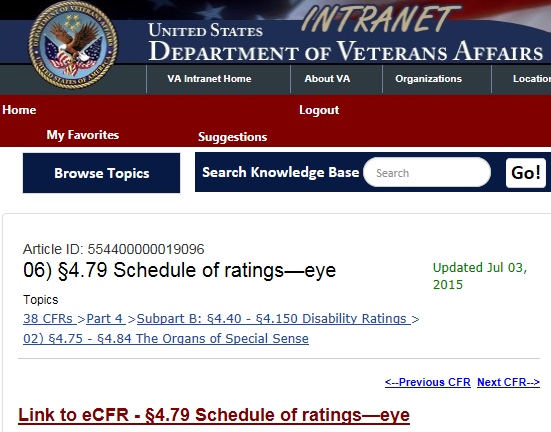 INTRANET
UNITED STATES
DEPARTMENT OF VETERANS AFFAIRS
VA Intranet Home About VA Organizations Locatio
Home Logout
My Favorites Suggestions
Browse Topics Search Knowledge Base Search Go!
Article ID: 554400000019096
06) §4.79 Schedule of ratings—eye
Updated Jul 03,
2015
Topics
38 CFRs >Part 4 >Subpart B: §4.40 - §4.150 Disability Ratings >
02) §4.75 - §4.84 The Organs of Special Sense
<--Previous CFR Next CFR-->
Link to eCFR - §4.79 Schedule of ratings—eye